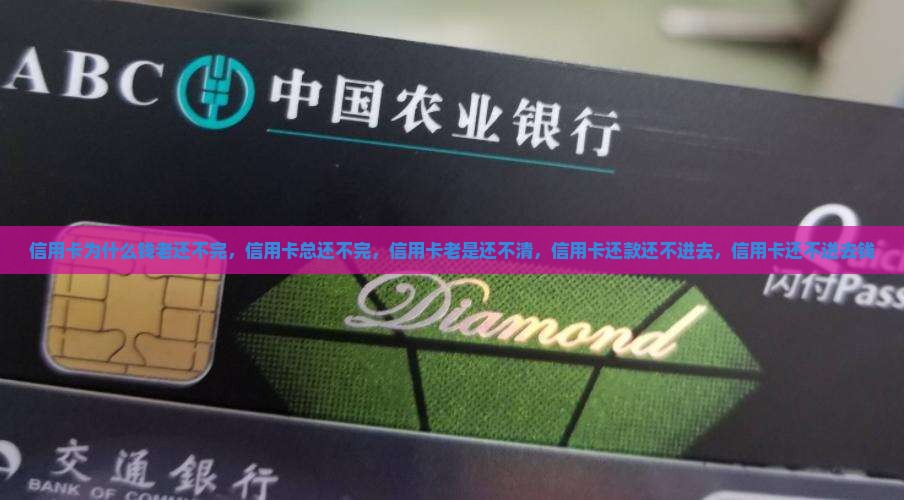 ABC 中国农业银行
信用卡为什么钱老还不完，信用卡总还不完，信用卡老是还不清，信用卡还款还不进去，信用卡还不进去钱
Quic
闪付Pass
Diamond
交通銀行
BANK OF COMM